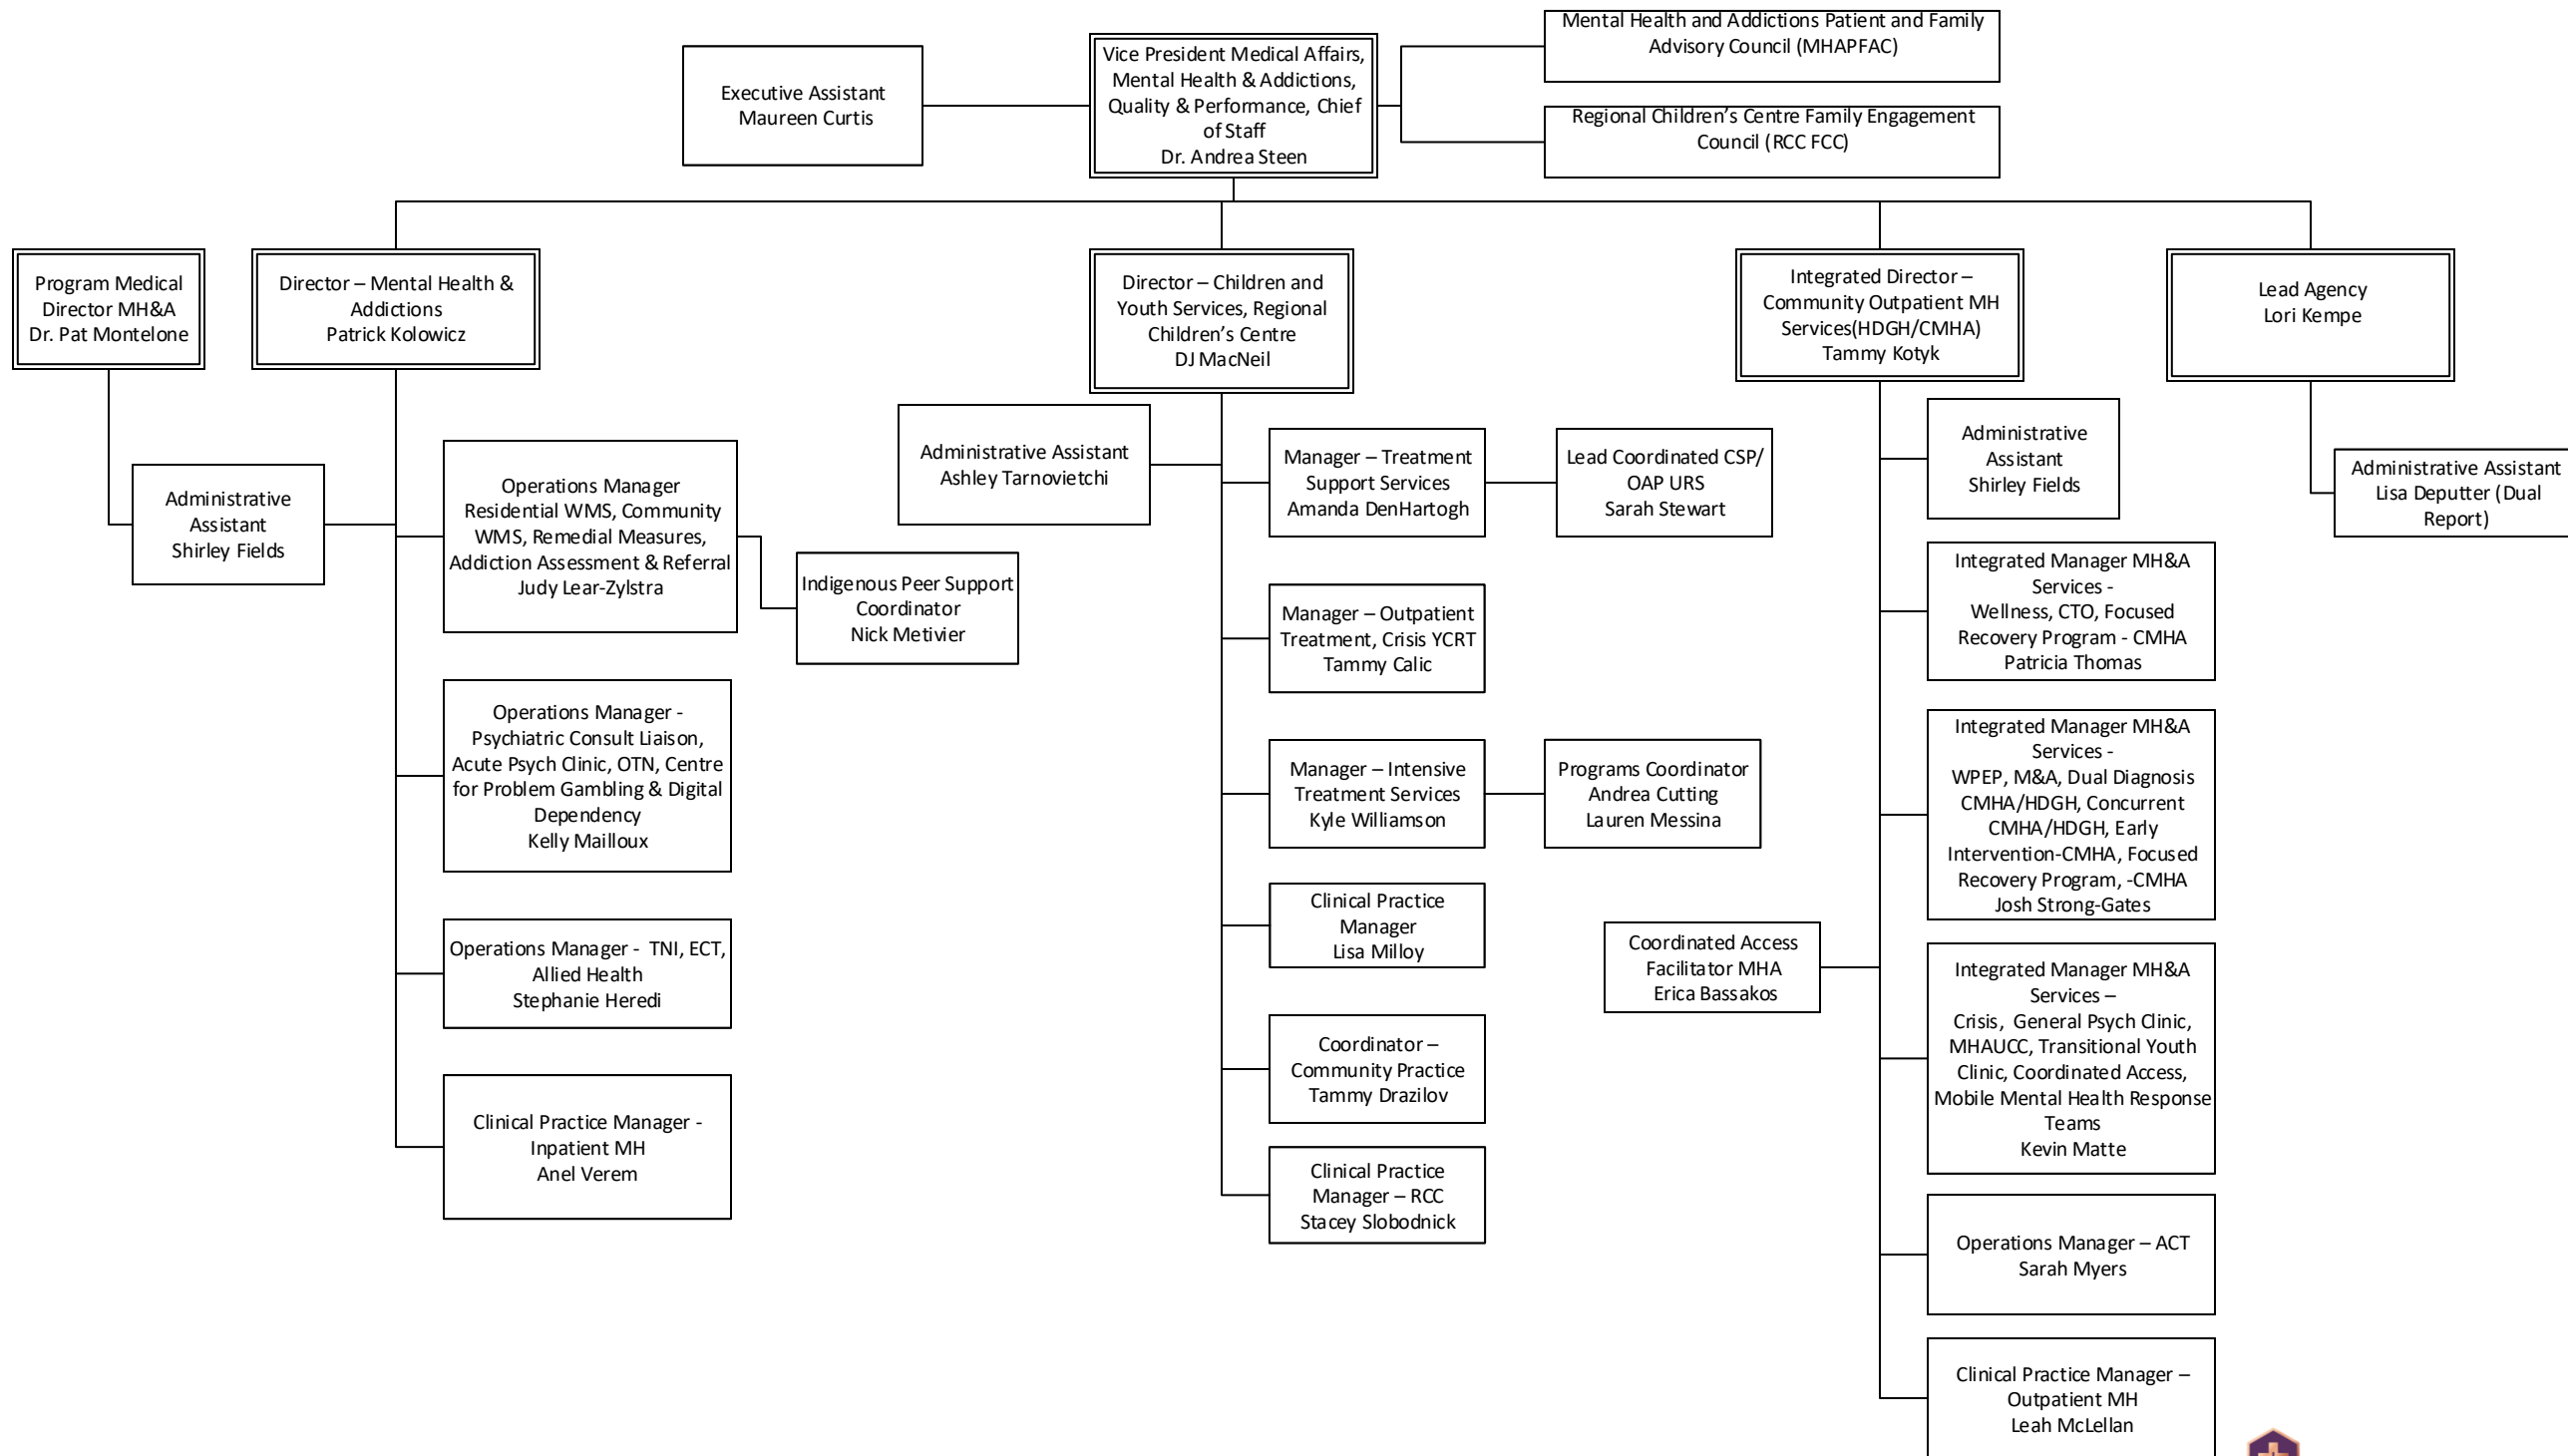 Mental Health and Addictions Patient and Family
Advisory Council (MHAPFAC)
Vice President Medical Affairs,
Mental Health & Addictions,
Quality & Performance, Chief
of Staff
Dr. Andrea Steen
Executive Assistant
Maureen Curtis
Regional Children’s Centre Family Engagement
Council (RCC FCC)
Program Medical
Director MH&A
Dr. Pat Montelone
Director – Mental Health &
Addictions
Patrick Kolowicz
Director – Children and
Youth Services, Regional
Children’s Centre
DJ MacNeil
Integrated Director –
Community Outpatient MH
Services(HDGH/CMHA)
Tammy Kotyk
Lead Agency
Lori Kempe
Administrative
Assistant
Shirley Fields
Operations Manager
Residential WMS, Community
WMS, Remedial Measures,
Addiction Assessment & Referral
Judy Lear-Zylstra
Indigenous Peer Support
Coordinator
Nick Metivier
Operations Manager -
Psychiatric Consult Liaison,
Acute Psych Clinic, OTN, Centre
for Problem Gambling & Digital
Dependency
Kelly Mailloux
Operations Manager -  TNI, ECT,
Allied Health
Stephanie Heredi
Clinical Practice Manager -
Inpatient MH
Anel Verem
Administrative Assistant
Ashley Tarnovietchi
Manager – Treatment
Support Services
Amanda DenHartogh
Lead Coordinated CSP/
OAP URS
Sarah Stewart
Manager – Outpatient
Treatment, Crisis YCRT
Tammy Calic
Manager – Intensive
Treatment Services
Kyle Williamson
Programs Coordinator
Andrea Cutting
Lauren Messina
Clinical Practice
Manager
Lisa Milloy
Coordinator –
Community Practice
Tammy Drazilov
Clinical Practice
Manager – RCC
Stacey Slobodnick
Administrative
Assistant
Shirley Fields
Integrated Manager MH&A
Services -
Wellness, CTO, Focused
Recovery Program - CMHA
Patricia Thomas
Integrated Manager MH&A
Services -
WPEP, M&A, Dual Diagnosis
CMHA/HDGH, Concurrent
CMHA/HDGH, Early
Intervention-CMHA, Focused
Recovery Program, -CMHA
Josh Strong-Gates
Coordinated Access
Facilitator MHA
Erica Bassakos
Integrated Manager MH&A
Services –
Crisis,  General Psych Clinic,
MHAUCC, Transitional Youth
Clinic, Coordinated Access,
Mobile Mental Health Response
Teams
Kevin Matte
Operations Manager – ACT
Sarah Myers
Clinical Practice Manager –
Outpatient MH
Leah McLellan
Administrative Assistant
Lisa Deputter (Dual
Report)